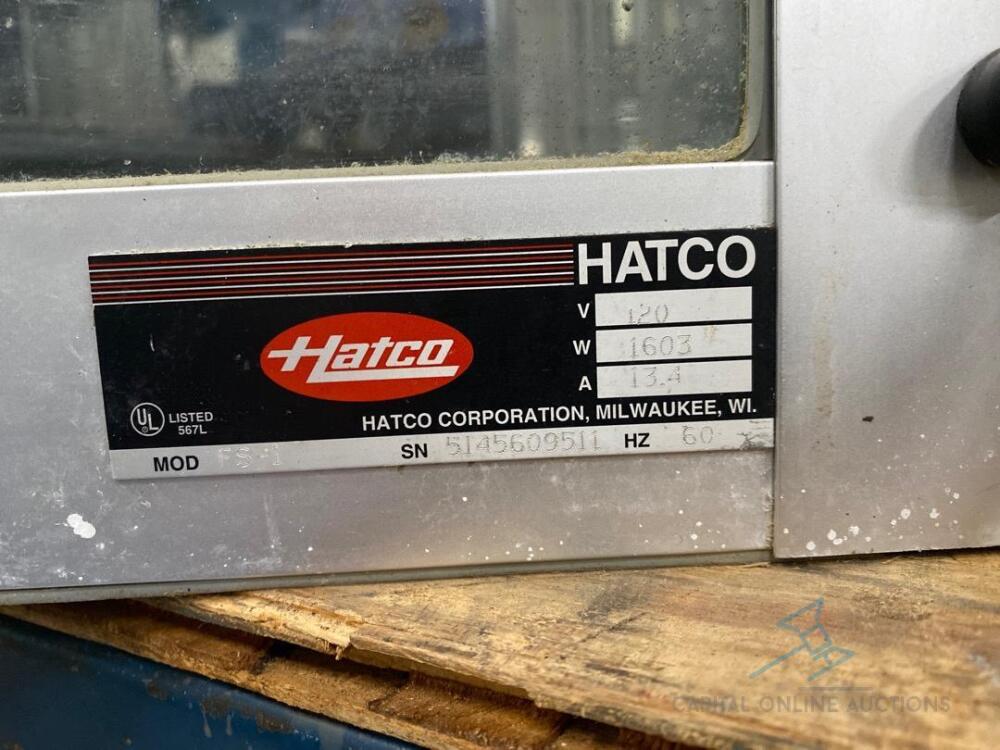 HATCO
V 120
W 1603
A 13.4
Hatco
UL LISTED
567L
HATCO CORPORATION, MILWAUKEE, WI.
MOD FS-1 SN 5145609511 HZ 60
CAPITAL ONLINE AUCTIONS